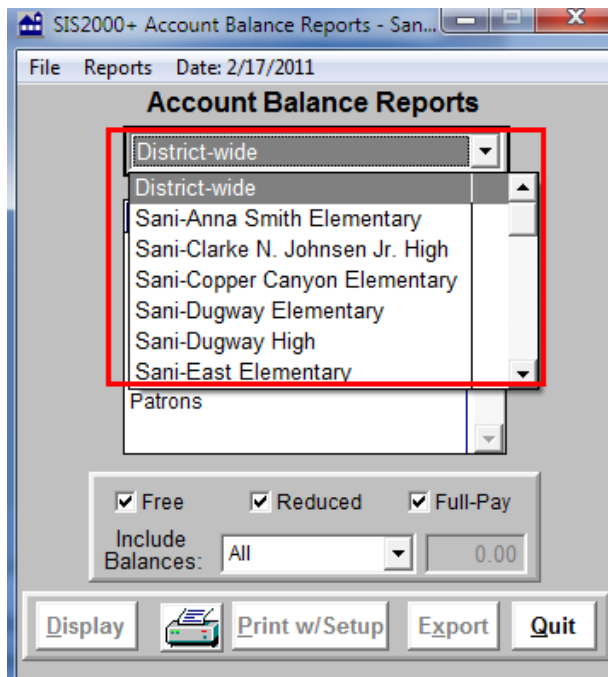 SIS2000+ Account Balance Reports - San...
File Reports Date: 2/17/2011
Account Balance Reports
District-wide
District-wide
Sani-Anna Smith Elementary
Sani-Clarke N. Johnsen Jr. High
Sani-Copper Canyon Elementary
Sani-Dugway Elementary
Sani-Dugway High
Sani-East Elementary
Patrons
Free Reduced Full-Pay
Include
Balances: All 0.00
Display Print w/Setup Export Quit